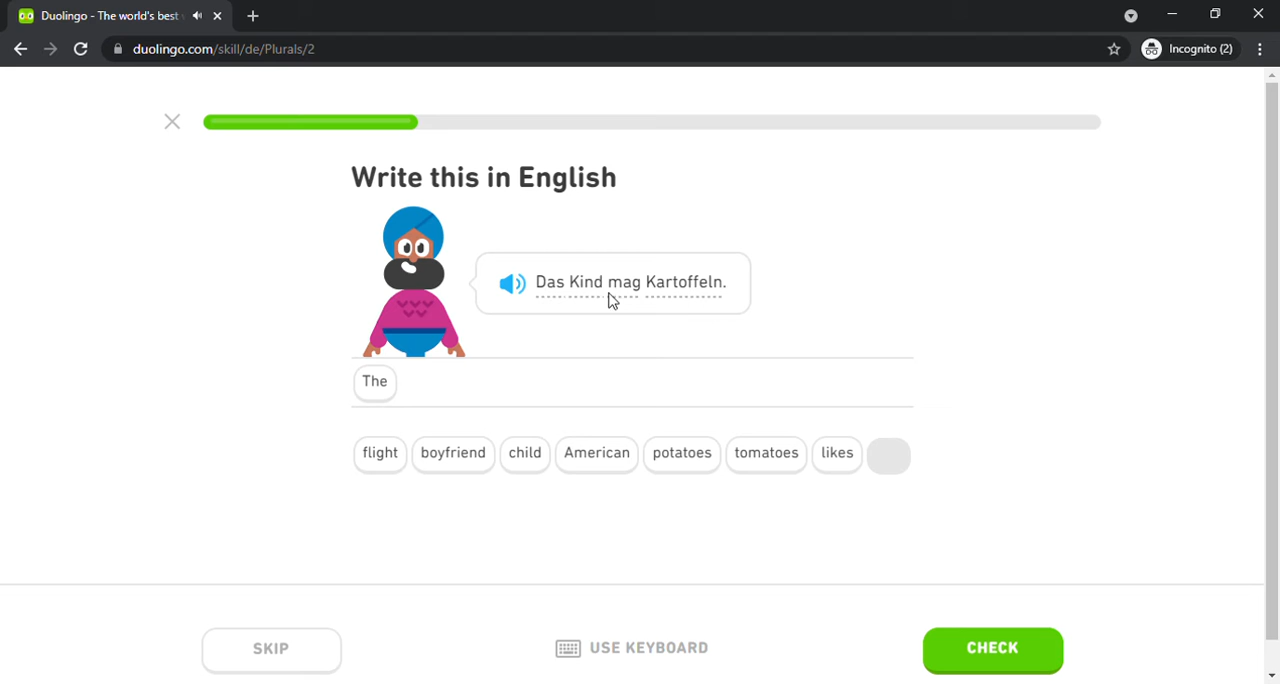 Duolingo - The world's best
duolingo.com/skill/de/Plurals/2
Incognito (2)
Write this in English
Das Kind mag Kartoffeln.
The
flight boyfriend child American potatoes tomatoes likes
SKIP
USE KEYBOARD
CHECK